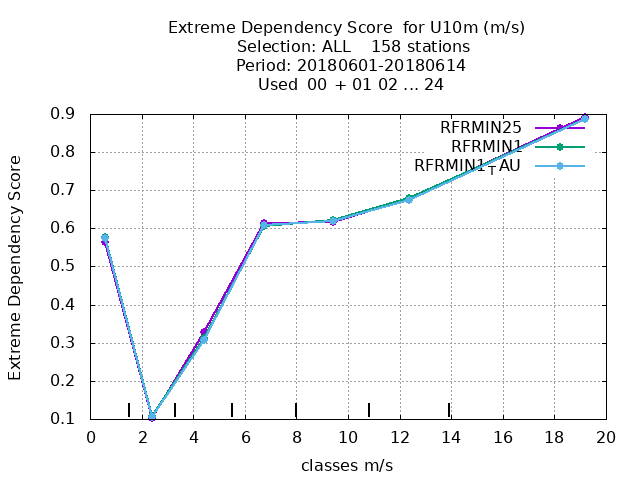 Extreme Dependency Score  for U10m (m/s)
Selection: ALL    158 stations
Period: 20180601-20180614
Used  00  + 01 02 ... 24
0.9
0.8
0.7
0.6
0.5
0.4
0.3
0.2
0.1
Extreme Dependency Score
RFRMIN25
RFRMIN1
RFRMIN1TAU
0 2 4 6 8 10 12 14 16 18 20
classes m/s